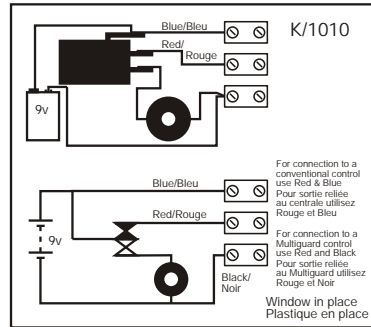 Blue/Bleu
K/1010
Red/
Rouge
9v
For connection to a
conventional control
use Red & Blue
Pour sortie reliée
au centrale utilisez
Rouge et Bleu
Blue/Bleu
Red/Rouge
9v
For connection to a
Multiguard control
use Red and Black
Pour sortie reliée
au Multiguard utilisez
Rouge et Noir
Black/
Noir
Window in place
Plastique en place